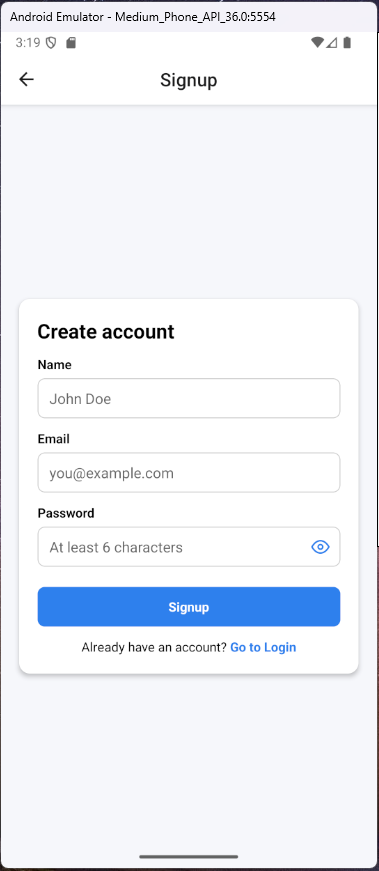 Android Emulator - Medium_Phone_API_36.0:5554
3:19
Signup
Create account
Name
John Doe
Email
you@example.com
Password
At least 6 characters
Signup
Already have an account? Go to Login